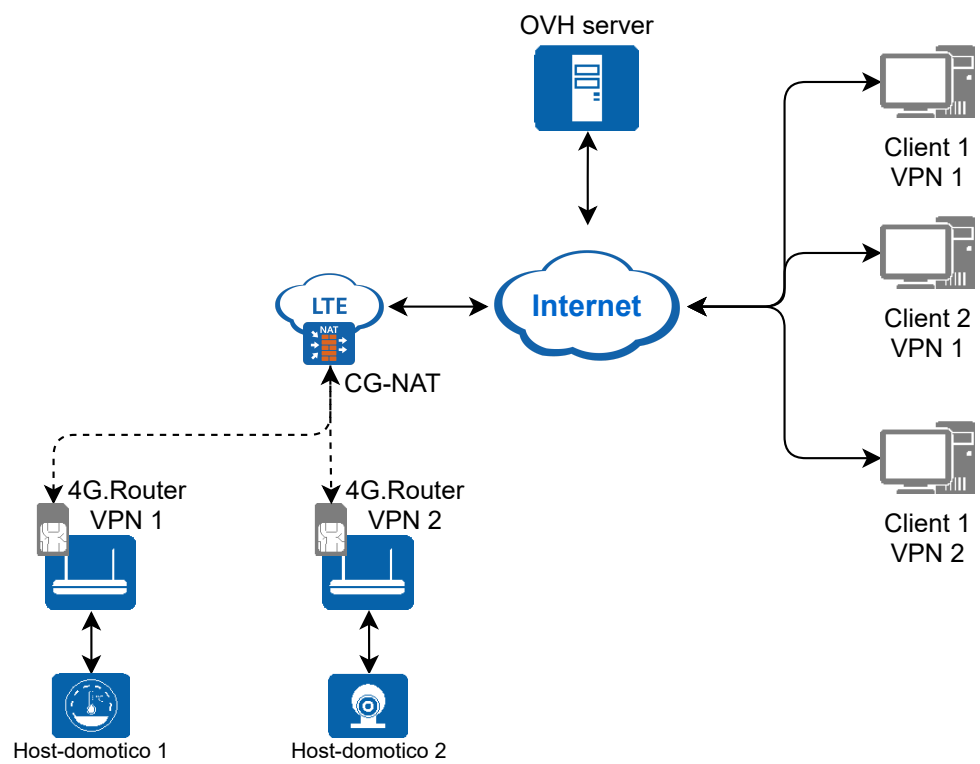 OVH server
Client 1
VPN 1
Internet
LTE
NAT
Client 2
VPN 1
CG-NAT
4G.Router
VPN 1
4G.Router
VPN 2
Client 1
VPN 2
°C
Host-domotico 1
Host-domotico 2